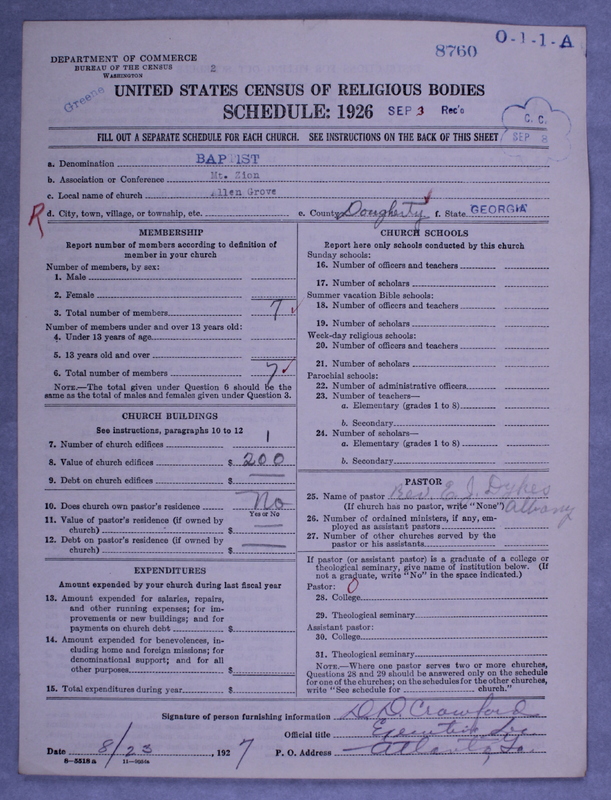 8760
O-1-1-A
DEPARTMENT OF COMMERCE
BUREAU OF THE CENSUS
WASHINGTON
2
Greene
UNITED STATES CENSUS OF RELIGIOUS BODIES
SCHEDULE: 1926
SEP 3 Rec'd
C. C.
SEP 8
FILL OUT A SEPARATE SCHEDULE FOR EACH CHURCH. SEE INSTRUCTIONS ON THE BACK OF THIS SHEET
a. Denomination BAPTIST
b. Association or Conference Mt. Zion
c. Local name of church Allen Grove
R d. City, town, village, or township, etc. e. County Dougherty f. State GEORGIA
MEMBERSHIP
Report number of members according to definition of
member in your church
Number of members, by sex:
1. Male
2. Female
3. Total number of members 7
Number of members under and over 13 years old:
4. Under 13 years of age
5. 13 years old and over
6. Total number of members 7
NOTE.—The total given under Question 6 should be the
same as the total of males and females given under Question 3.
CHURCH BUILDINGS
See instructions, paragraphs 10 to 12
7. Number of church edifices 1
8. Value of church edifices $ 200
9. Debt on church edifices $
10. Does church own pastor's residence No
Yes or No
11. Value of pastor's residence (if owned by
church) $
12. Debt on pastor's residence (if owned by
church) $
EXPENDITURES
Amount expended by your church during last fiscal year
13. Amount expended for salaries, repairs,
and other running expenses; for im-
provements or new buildings; and for
payments on church debt $
14. Amount expended for benevolences, in-
cluding home and foreign missions; for
denominational support; and for all
other purposes $
15. Total expenditures during year $
CHURCH SCHOOLS
Report here only schools conducted by this church
Sunday schools:
16. Number of officers and teachers
17. Number of scholars
Summer vacation Bible schools:
18. Number of officers and teachers
19. Number of scholars
Week-day religious schools:
20. Number of officers and teachers
21. Number of scholars
Parochial schools:
22. Number of administrative officers
23. Number of teachers—
a. Elementary (grades 1 to 8)
b. Secondary
24. Number of scholars—
a. Elementary (grades 1 to 8)
b. Secondary
PASTOR
25. Name of pastor Rev. E. J. Dykes
(If church has no pastor, write "None") Albany
26. Number of ordained ministers, if any, em-
ployed as assistant pastors
27. Number of other churches served by the
pastor or his assistants
If pastor (or assistant pastor) is a graduate of a college or
theological seminary, give name of institution below. (If
not a graduate, write "No" in the space indicated.)
Pastor: 0
28. College
29. Theological seminary
Assistant pastor:
30. College
31. Theological seminary
NOTE.—Where one pastor serves two or more churches,
Questions 28 and 29 should be answered only on the schedule
for one of the churches; on the schedules for the other churches,
write "See schedule for church."
Signature of person furnishing information D. D. Crawford
Official title Executive Sec.
Date 8/23, 1927 P. O. Address Atlanta, Ga.
8—5518 a